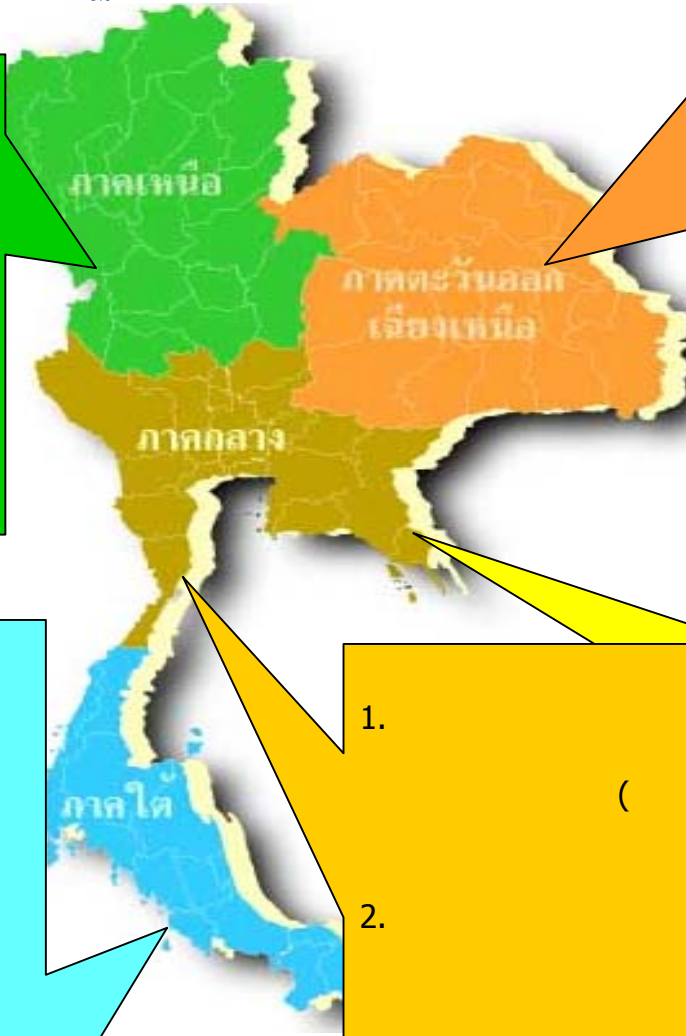 ภาคเหนือ
ภาคตะวันออก
เฉียงเหนือ
ภาคกลาง
ภาคใต้
1.
(
2.